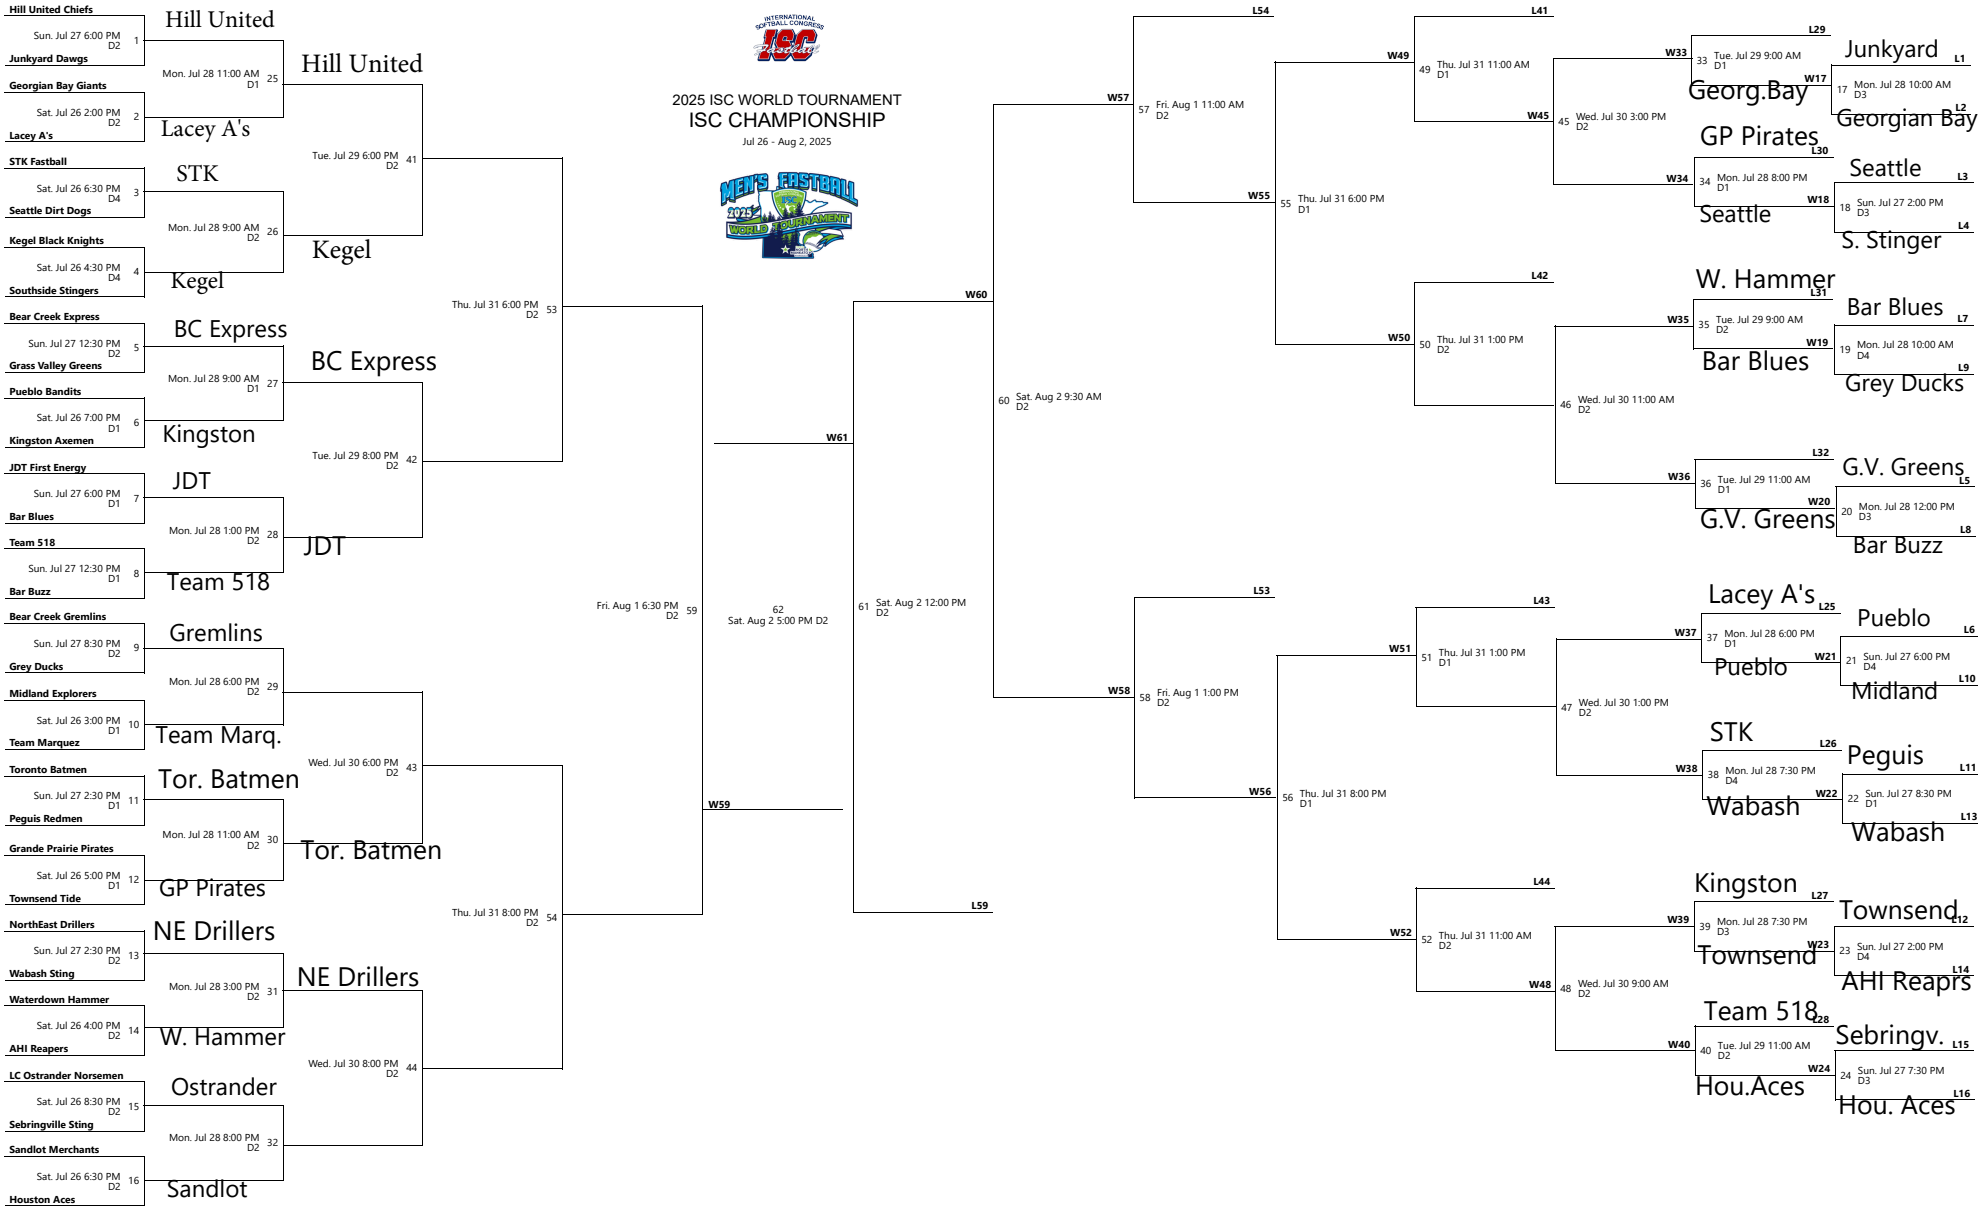 Hill United Chiefs
Sun. Jul 27 6:00 PM
D2
1
Junkyard Dawgs
Georgian Bay Giants
Sat. Jul 26 2:00 PM
D2
2
Lacey A's
STK Fastball
Sat. Jul 26 6:30 PM
D4
3
Seattle Dirt Dogs
Kegel Black Knights
Sat. Jul 26 4:30 PM
D4
4
Southside Stingers
Bear Creek Express
Sun. Jul 27 12:30 PM
D2
5
Grass Valley Greens
Pueblo Bandits
Sat. Jul 26 7:00 PM
D1
6
Kingston Axemen
JDT First Energy
Sun. Jul 27 6:00 PM
D1
7
Bar Blues
Team 518
Sun. Jul 27 12:30 PM
D1
8
Bar Buzz
Bear Creek Gremlins
Sun. Jul 27 8:30 PM
D2
9
Grey Ducks
Midland Explorers
Sat. Jul 26 3:00 PM
D1
10
Team Marquez
Toronto Batmen
Sun. Jul 27 2:30 PM
D1
11
Peguis Redmen
Grande Prairie Pirates
Sat. Jul 26 5:00 PM
D1
12
Townsend Tide
NorthEast Drillers
Sun. Jul 27 2:30 PM
D2
13
Wabash Sting
Waterdown Hammer
Sat. Jul 26 4:00 PM
D2
14
AHI Reapers
LC Ostrander Norsemen
Sat. Jul 26 8:30 PM
D2
15
Sebringville Sting
Sandlot Merchants
Sat. Jul 26 6:30 PM
D2
16
Houston Aces
Hill United
Mon. Jul 28 11:00 AM
D1
25
Lacey A's
STK
Mon. Jul 28 9:00 AM
D2
26
Kegel
BC Express
Mon. Jul 28 9:00 AM
D1
27
Kingston
JDT
Mon. Jul 28 1:00 PM
D2
28
Team 518
Gremlins
Mon. Jul 28 6:00 PM
D2
29
Team Marq.
Tor. Batmen
Mon. Jul 28 11:00 AM
D2
30
GP Pirates
NE Drillers
Mon. Jul 28 3:00 PM
D2
31
W. Hammer
Ostrander
Mon. Jul 28 8:00 PM
D2
32
Sandlot
Hill United
Tue. Jul 29 6:00 PM
D2
41
Kegel
BC Express
Tue. Jul 29 8:00 PM
D2
42
JDT
Wed. Jul 30 6:00 PM
D2
43
Tor. Batmen
NE Drillers
Wed. Jul 30 8:00 PM
D2
44
Thu. Jul 31 6:00 PM
D2
53
Thu. Jul 31 8:00 PM
D2
54
Fri. Aug 1 6:30 PM
D2
59
INTERNATIONAL
SOFTBALL CONGRESS
ISC
Fastball
2025 ISC WORLD TOURNAMENT
ISC CHAMPIONSHIP
Jul 26 - Aug 2, 2025
MEN'S FASTBALL
ISC
2025
WORLD TOURNAMENT
W61
62
Sat. Aug 2 5:00 PM D2
W59
W60
61
Sat. Aug 2 12:00 PM
D2
L59
W57
60
Sat. Aug 2 9:30 AM
D2
W58
L54
57
Fri. Aug 1 11:00 AM
D2
W55
L53
58
Fri. Aug 1 1:00 PM
D2
W56
W49
55
Thu. Jul 31 6:00 PM
D1
W50
W51
56
Thu. Jul 31 8:00 PM
D1
W52
L41
49
Thu. Jul 31 11:00 AM
D1
W45
L42
50
Thu. Jul 31 1:00 PM
D2
L43
51
Thu. Jul 31 1:00 PM
D1
L44
52
Thu. Jul 31 11:00 AM
D2
W48
W33
45
Wed. Jul 30 3:00 PM
D2
W34
W35
46
Wed. Jul 30 11:00 AM
D2
W36
W37
47
Wed. Jul 30 1:00 PM
D2
W38
W39
48
Wed. Jul 30 9:00 AM
D2
W40
L29
33
Tue. Jul 29 9:00 AM
D1
W17
Georg.Bay
GP Pirates
L30
34
Mon. Jul 28 8:00 PM
D1
W18
Seattle
W. Hammer
L31
35
Tue. Jul 29 9:00 AM
D2
W19
Bar Blues
L32
36
Tue. Jul 29 11:00 AM
D1
W20
G.V. Greens
Lacey A's
L25
37
Mon. Jul 28 6:00 PM
D1
W21
Pueblo
STK
L26
38
Mon. Jul 28 7:30 PM
D4
W22
Wabash
Kingston
L27
39
Mon. Jul 28 7:30 PM
D3
W23
Townsend
Team 518
L28
40
Tue. Jul 29 11:00 AM
D2
W24
Hou.Aces
Junkyard
L1
17
Mon. Jul 28 10:00 AM
D3
L2
Georgian Bay
Seattle
L3
18
Sun. Jul 27 2:00 PM
D3
L4
S. Stinger
Bar Blues
L7
19
Mon. Jul 28 10:00 AM
D4
L9
Grey Ducks
G.V. Greens
L5
20
Mon. Jul 28 12:00 PM
D3
L8
Bar Buzz
Pueblo
L6
21
Sun. Jul 27 6:00 PM
D4
L10
Midland
Peguis
L11
22
Sun. Jul 27 8:30 PM
D1
L13
Wabash
Townsend
L12
23
Sun. Jul 27 2:00 PM
D4
L14
AHI Reaprs
Sebringv.
L15
24
Sun. Jul 27 7:30 PM
D3
L16
Hou. Aces